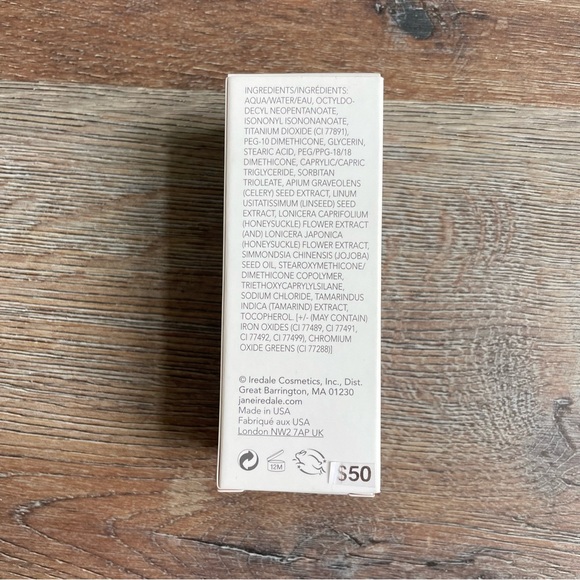 INGREDIENTS/INGRÉDIENTS:
AQUA/WATER/EAU, OCTYLDO-
DECYL NEOPENTANOATE,
ISONONYL ISONONANOATE,
TITANIUM DIOXIDE (CI 77891),
PEG-10 DIMETHICONE, GLYCERIN,
STEARIC ACID, PEG/PPG-18/18
DIMETHICONE, CAPRYLIC/CAPRIC
TRIGLYCERIDE, SORBITAN
TRIOLEATE, APIUM GRAVEOLENS
(CELERY) SEED EXTRACT, LINUM
USITATISSIMUM (LINSEED) SEED
EXTRACT, LONICERA CAPRIFOLIUM
(HONEYSUCKLE) FLOWER EXTRACT
(AND) LONICERA JAPONICA
(HONEYSUCKLE) FLOWER EXTRACT,
SIMMONDSIA CHINENSIS (JOJOBA)
SEED OIL, STEAROXYMETHICONE/
DIMETHICONE COPOLYMER,
TRIETHOXYCAPRYLYLSILANE,
SODIUM CHLORIDE, TAMARINDUS
INDICA (TAMARIND) EXTRACT,
TOCOPHEROL. [+/- (MAY CONTAIN)
IRON OXIDES (CI 77489, CI 77491,
CI 77492, CI 77499), CHROMIUM
OXIDE GREENS (CI 77288)]
© Iredale Cosmetics, Inc., Dist.
Great Barrington, MA 01230
janeiredale.com
Made in USA
Fabriqué aux USA
London NW2 7AP UK
12M
$50